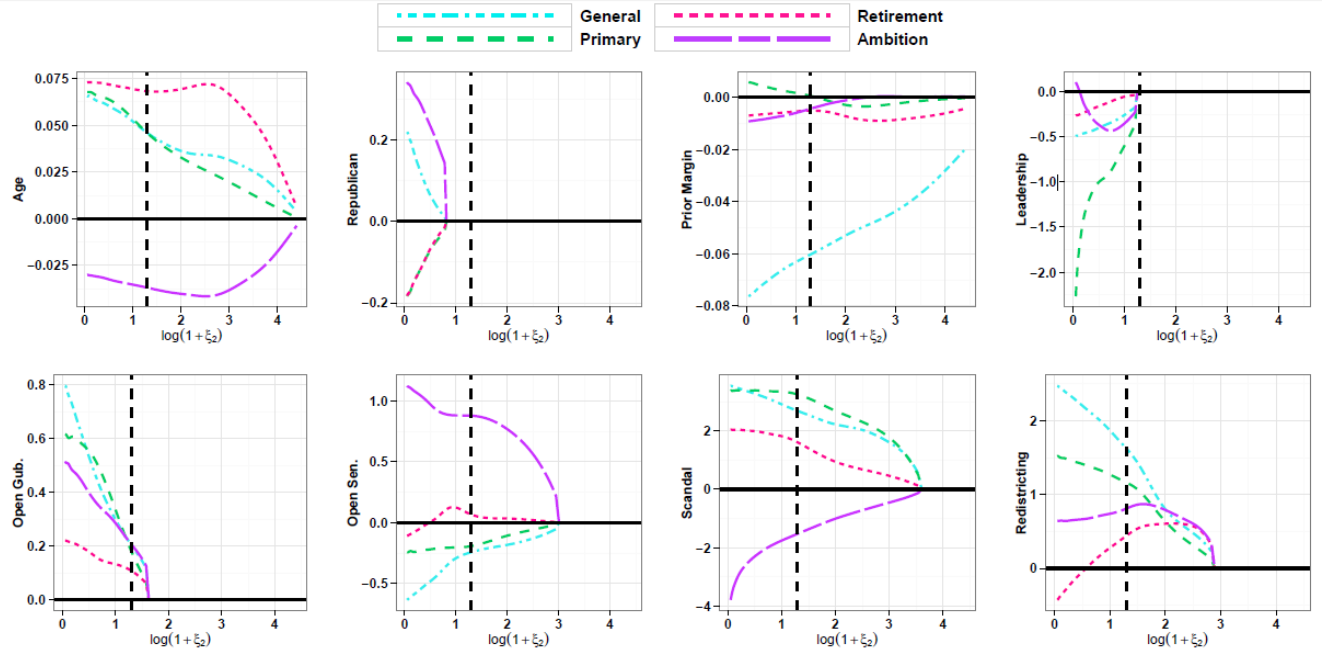 General Retirement
Primary Ambition
0.075
0.050
0.025
0.000
−0.025
Age
0 1 2 3 4
log(1+ξ₂)
0.2
0.0
−0.2
Republican
0 1 2 3 4
log(1+ξ₂)
0.00
−0.02
−0.04
−0.06
−0.08
Prior Margin
0 1 2 3 4
log(1+ξ₂)
0.0
−0.5
−1.0
−1.5
−2.0
Leadership
0 1 2 3 4
log(1+ξ₂)
0.8
0.6
0.4
0.2
0.0
Open Gub.
0 1 2 3 4
log(1+ξ₂)
1.0
0.5
0.0
−0.5
Open Sen.
0 1 2 3 4
log(1+ξ₂)
2
0
−2
−4
Scandal
0 1 2 3 4
log(1+ξ₂)
2
1
0
Redistricting
0 1 2 3 4
log(1+ξ₂)